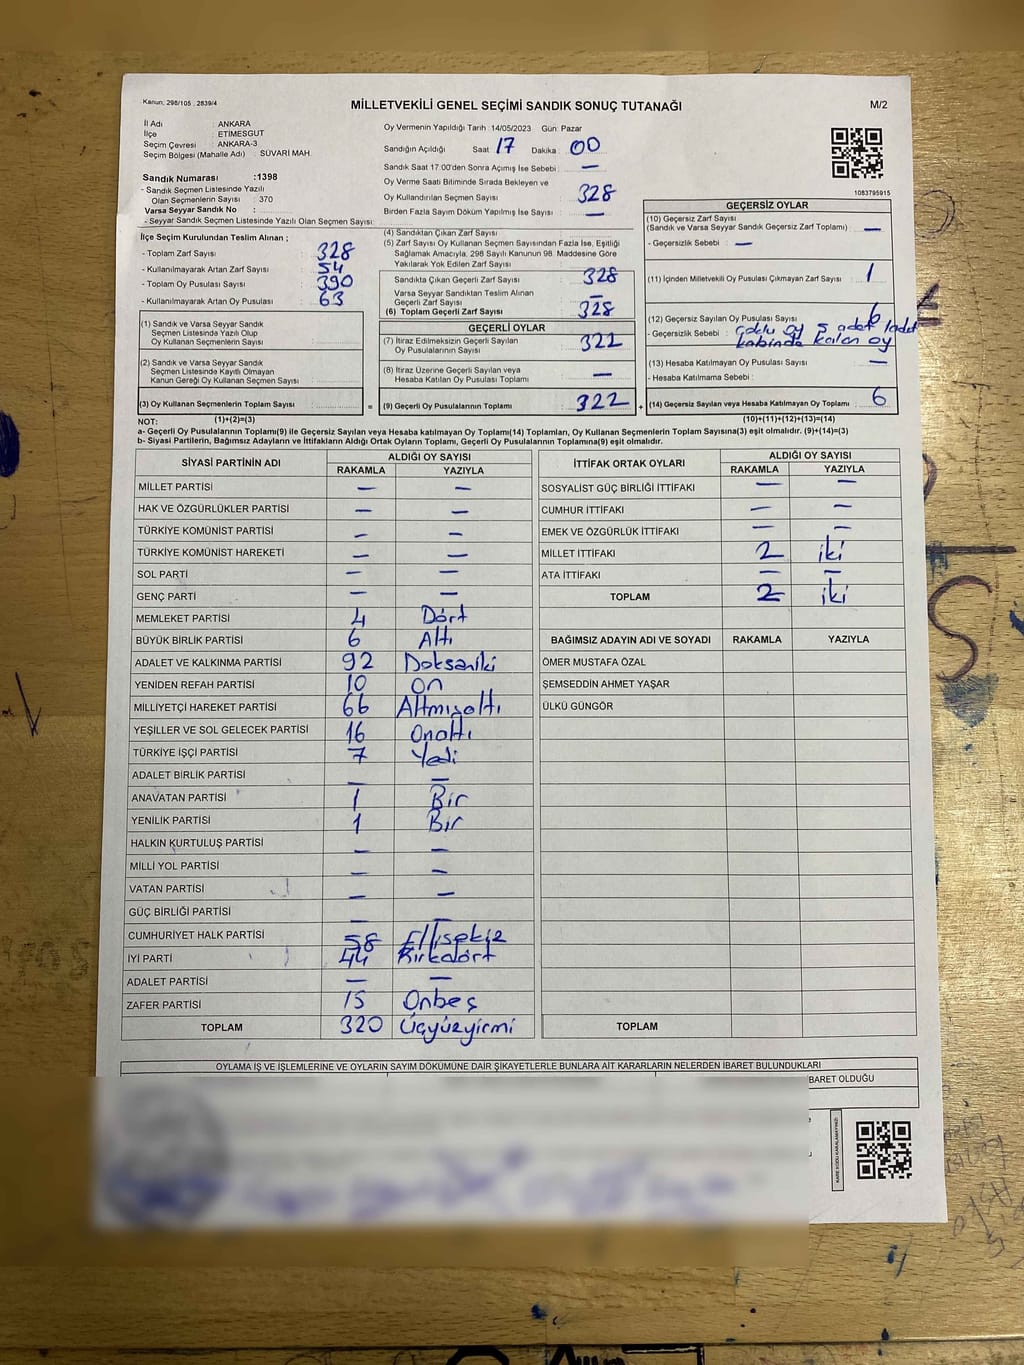 Kanun: 298/105 , 2839/4
MİLLETVEKİLİ GENEL SEÇİMİ SANDIK SONUÇ TUTANAĞI
M/2
İl Adı : ANKARA
İlçe : ETİMESGUT
Seçim Çevresi : ANKARA-3
Seçim Bölgesi (Mahalle Adı) : SÜVARİ MAH.
Oy Vermenin Yapıldığı Tarih : 14/05/2023 Gün: Pazar
Sandığın Açıldığı Saat : 17 Dakika : 00
Sandık Saat 17:00'den Sonra Açımış İse Sebebi : —
Oy Verme Saati Bitiminde Sırada Bekleyen ve
Oy Kullandırılan Seçmen Sayısı : 328
Birden Fazla Sayım Döküm Yapılmış İse Sayısı : —
Sandık Numarası : 1398
- Sandık Seçmen Listesinde Yazılı
Olan Seçmenlerin Sayısı : 370
Varsa Seyyar Sandık No :
- Seyyar Sandık Seçmen Listesinde Yazılı Olan Seçmen Sayısı:
1083795915
İlçe Seçim Kurulundan Teslim Alınan ;
- Toplam Zarf Sayısı : 328
- Kullanılmayarak Artan Zarf Sayısı : 54
- Toplam Oy Pusulası Sayısı : 390
- Kullanılmayarak Artan Oy Pusulası : 63
(1) Sandık ve Varsa Seyyar Sandık
Seçmen Listesinde Yazılı Olup
Oy Kullanan Seçmenlerin Sayısı :
(2) Sandık ve Varsa Seyyar Sandık
Seçmen Listesinde Kayıtlı Olmayan
Kanun Gereği Oy Kullanan Seçmen Sayısı :
(3) Oy Kullanan Seçmenlerin Toplam Sayısı :
(1)+(2)=(3)
=
(4) Sandıktan Çıkan Zarf Sayısı :
(5) Zarf Sayısı Oy Kullanan Seçmen Sayısından Fazla İse, Eşitliği
Sağlamak Amacıyla, 298 Sayılı Kanunun 98. Maddesine Göre
Yakılarak Yok Edilen Zarf Sayısı :
Sandıkta Çıkan Geçerli Zarf Sayısı : 328
Varsa Seyyar Sandıktan Teslim Alınan
Geçerli Zarf Sayısı : —
(6) Toplam Geçerli Zarf Sayısı : 328
GEÇERLİ OYLAR
(7) İtiraz Edilmeksizin Geçerli Sayılan
Oy Pusulalarının Sayısı : 322
(8) İtiraz Üzerine Geçerli Sayılan veya
Hesaba Katılan Oy Pusulası Toplamı : —
(9) Geçerli Oy Pusulalarının Toplamı : 322
+
GEÇERSİZ OYLAR
(10) Geçersiz Zarf Sayısı
(Sandık ve Varsa Seyyar Sandık Geçersiz Zarf Toplamı) : —
- Geçersizlik Sebebi : —
(11) İçinden Milletvekili Oy Pusulası Çıkmayan Zarf Sayısı : 1
(12) Geçersiz Sayılan Oy Pusulası Sayısı : 6
- Geçersizlik Sebebi : çoklu oy 5 adet 1 adet
kabinde kalan oy
(13) Hesaba Katılmayan Oy Pusulası : —
- Hesaba Katılmama Sebebi :
(14) Geçersiz Sayılan veya Hesaba Katılmayan Oy Toplamı : 6
(10)+(11)+(12)+(13)=(14)
NOT:
a- Geçerli Oy Pusulalarının Toplamı(9) ile Geçersiz Sayılan veya Hesaba katılmayan Oy Toplamı(14) Toplamları, Oy Kullanan Seçmenlerin Toplam Sayısına(3) eşit olmalıdır. (9)+(14)=(3)
b- Siyasi Partilerin, Bağımsız Adayların ve İttifakların Aldığı Ortak Oyların Toplamı, Geçerli Oy Pusulalarının Toplamına(9) eşit olmalıdır.
SİYASİ PARTİNİN ADI ALDIĞI OY SAYISI
RAKAMLA YAZIYLA
MİLLET PARTİSİ — —
HAK VE ÖZGÜRLÜKLER PARTİSİ — —
TÜRKİYE KOMÜNİST PARTİSİ — —
TÜRKİYE KOMÜNİST HAREKETİ — —
SOL PARTİ — —
GENÇ PARTİ — —
MEMLEKET PARTİSİ 4 Dört
BÜYÜK BİRLİK PARTİSİ 6 Altı
ADALET VE KALKINMA PARTİSİ 92 Doksaniki
YENİDEN REFAH PARTİSİ 10 On
MİLLİYETÇİ HAREKET PARTİSİ 66 Altmışaltı
YEŞİLLER VE SOL GELECEK PARTİSİ 16 Onaltı
TÜRKİYE İŞÇİ PARTİSİ 7 Yedi
ADALET BİRLİK PARTİSİ — —
ANAVATAN PARTİSİ 1 Bir
YENİLİK PARTİSİ 1 Bir
HALKIN KURTULUŞ PARTİSİ — —
MİLLİ YOL PARTİSİ — —
VATAN PARTİSİ — —
GÜÇ BİRLİĞİ PARTİSİ — —
CUMHURİYET HALK PARTİSİ 58 Ellisekiz
İYİ PARTİ 44 Kırkdört
ADALET PARTİSİ — —
ZAFER PARTİSİ 15 Onbeş
TOPLAM 320 Üçyüzyirmi
İTTİFAK ORTAK OYLARI ALDIĞI OY SAYISI
RAKAMLA YAZIYLA
SOSYALİST GÜÇ BİRLİĞİ İTTİFAKI — —
CUMHUR İTTİFAKI — —
EMEK VE ÖZGÜRLÜK İTTİFAKI — —
MİLLET İTTİFAKI 2 iki
ATA İTTİFAKI — —
TOPLAM 2 iki
BAĞIMSIZ ADAYIN ADI VE SOYADI RAKAMLA YAZIYLA
ÖMER MUSTAFA ÖZAL
ŞEMSEDDİN AHMET YAŞAR
ÜLKÜ GÜNGÖR
TOPLAM
OYLAMA İŞ VE İŞLEMLERİNE VE OYLARIN SAYIM DÖKÜMÜNE DAİR ŞİKAYETLERLE BUNLARA AİT KARARLARIN NELERDEN İBARET BULUNDUKLARI
BARET OLDUĞU
KARE KODU KARALAMAYINIZ!